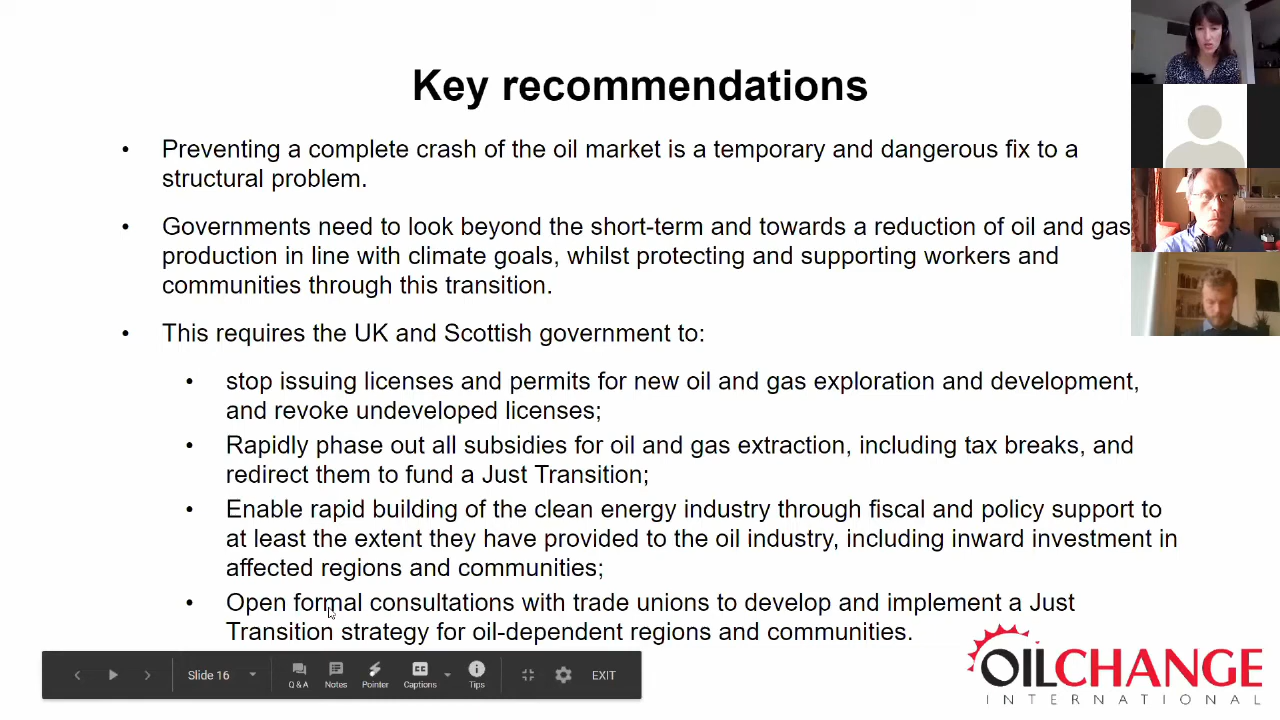 Key recommendations
• Preventing a complete crash of the oil market is a temporary and dangerous fix to a
structural problem.
• Governments need to look beyond the short-term and towards a reduction of oil and gas
production in line with climate goals, whilst protecting and supporting workers and
communities through this transition.
• This requires the UK and Scottish government to:
• stop issuing licenses and permits for new oil and gas exploration and development,
and revoke undeveloped licenses;
• Rapidly phase out all subsidies for oil and gas extraction, including tax breaks, and
redirect them to fund a Just Transition;
• Enable rapid building of the clean energy industry through fiscal and policy support to
at least the extent they have provided to the oil industry, including inward investment in
affected regions and communities;
• Open formal consultations with trade unions to develop and implement a Just
Transition strategy for oil-dependent regions and communities.
Slide 16
Q & A
Notes
Pointer
Captions
Tips
EXIT
OILCHANGE
INTERNATIONAL